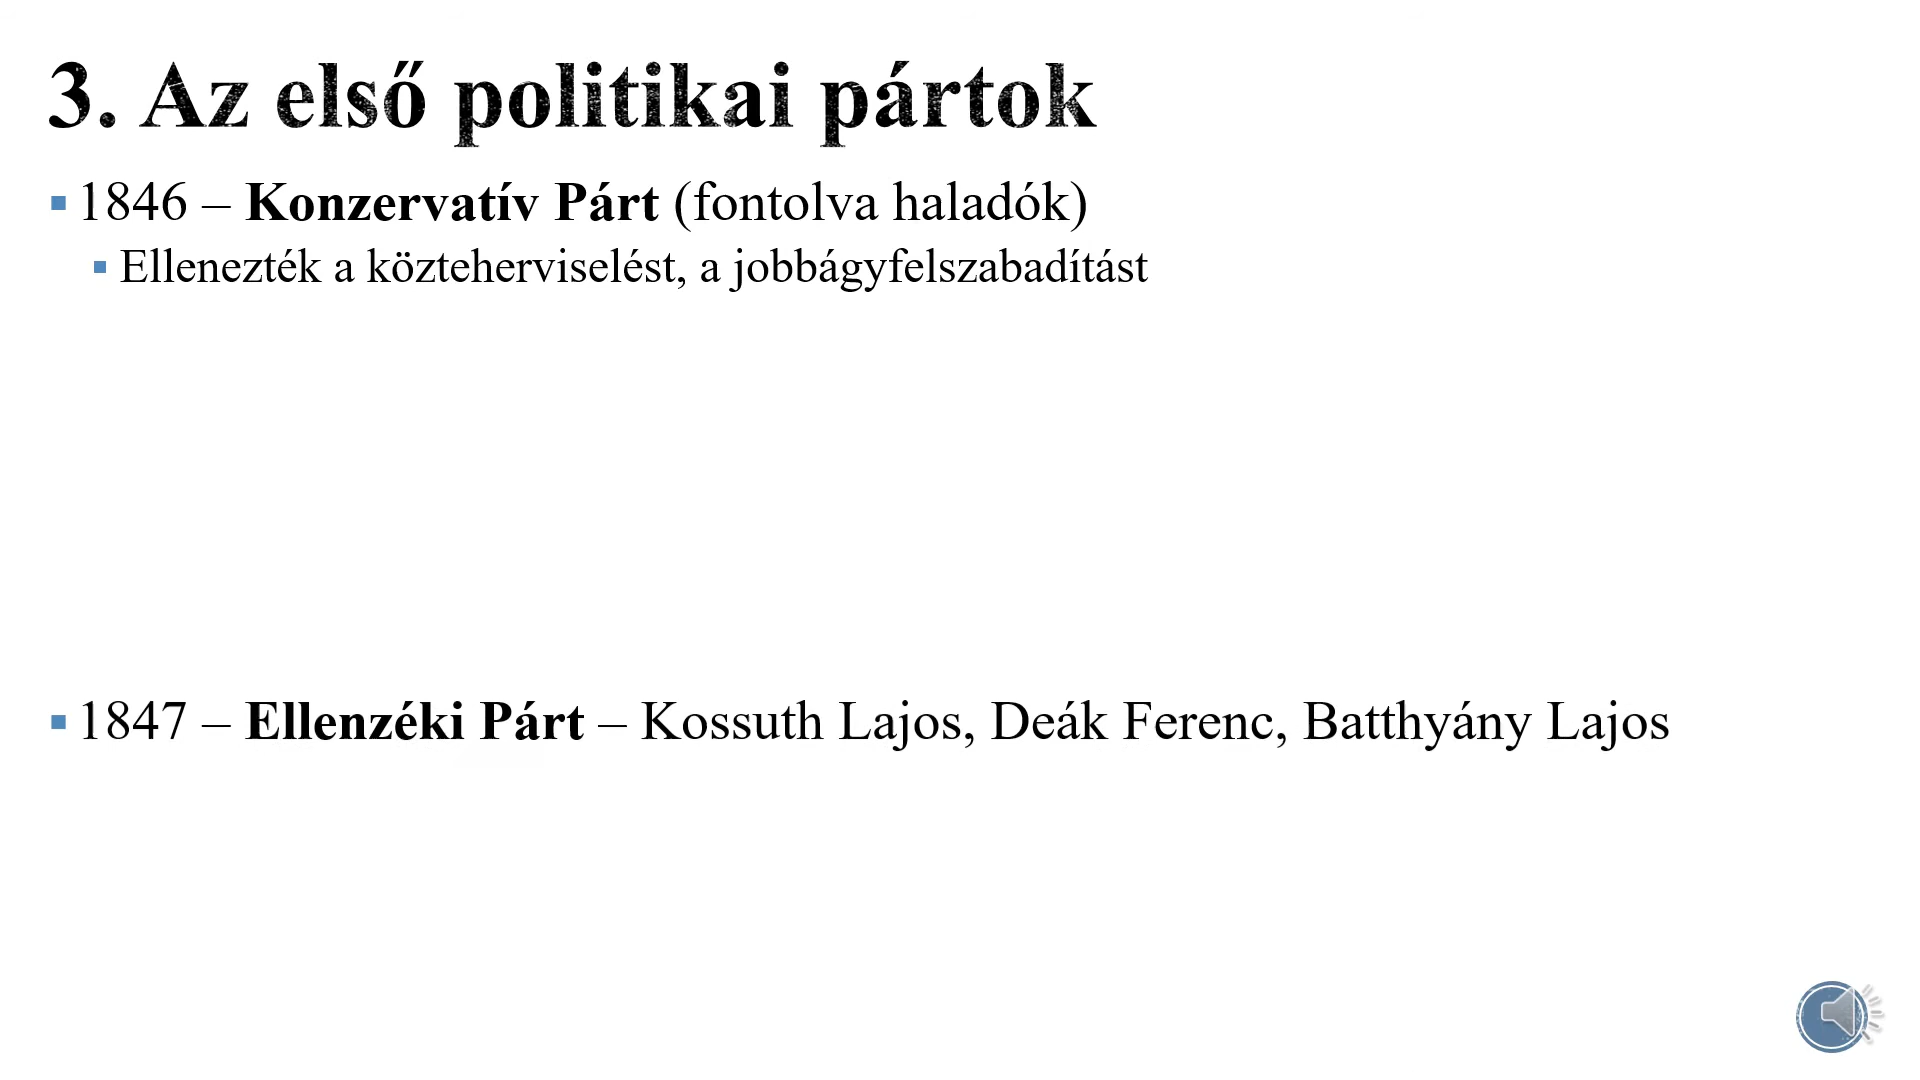 3. Az első politikai pártok
▪ 1846 – Konzervatív Párt (fontolva haladók)
▪ Ellenezték a közteherviselést, a jobbágyfelszabadítást
▪ 1847 – Ellenzéki Párt – Kossuth Lajos, Deák Ferenc, Batthyány Lajos